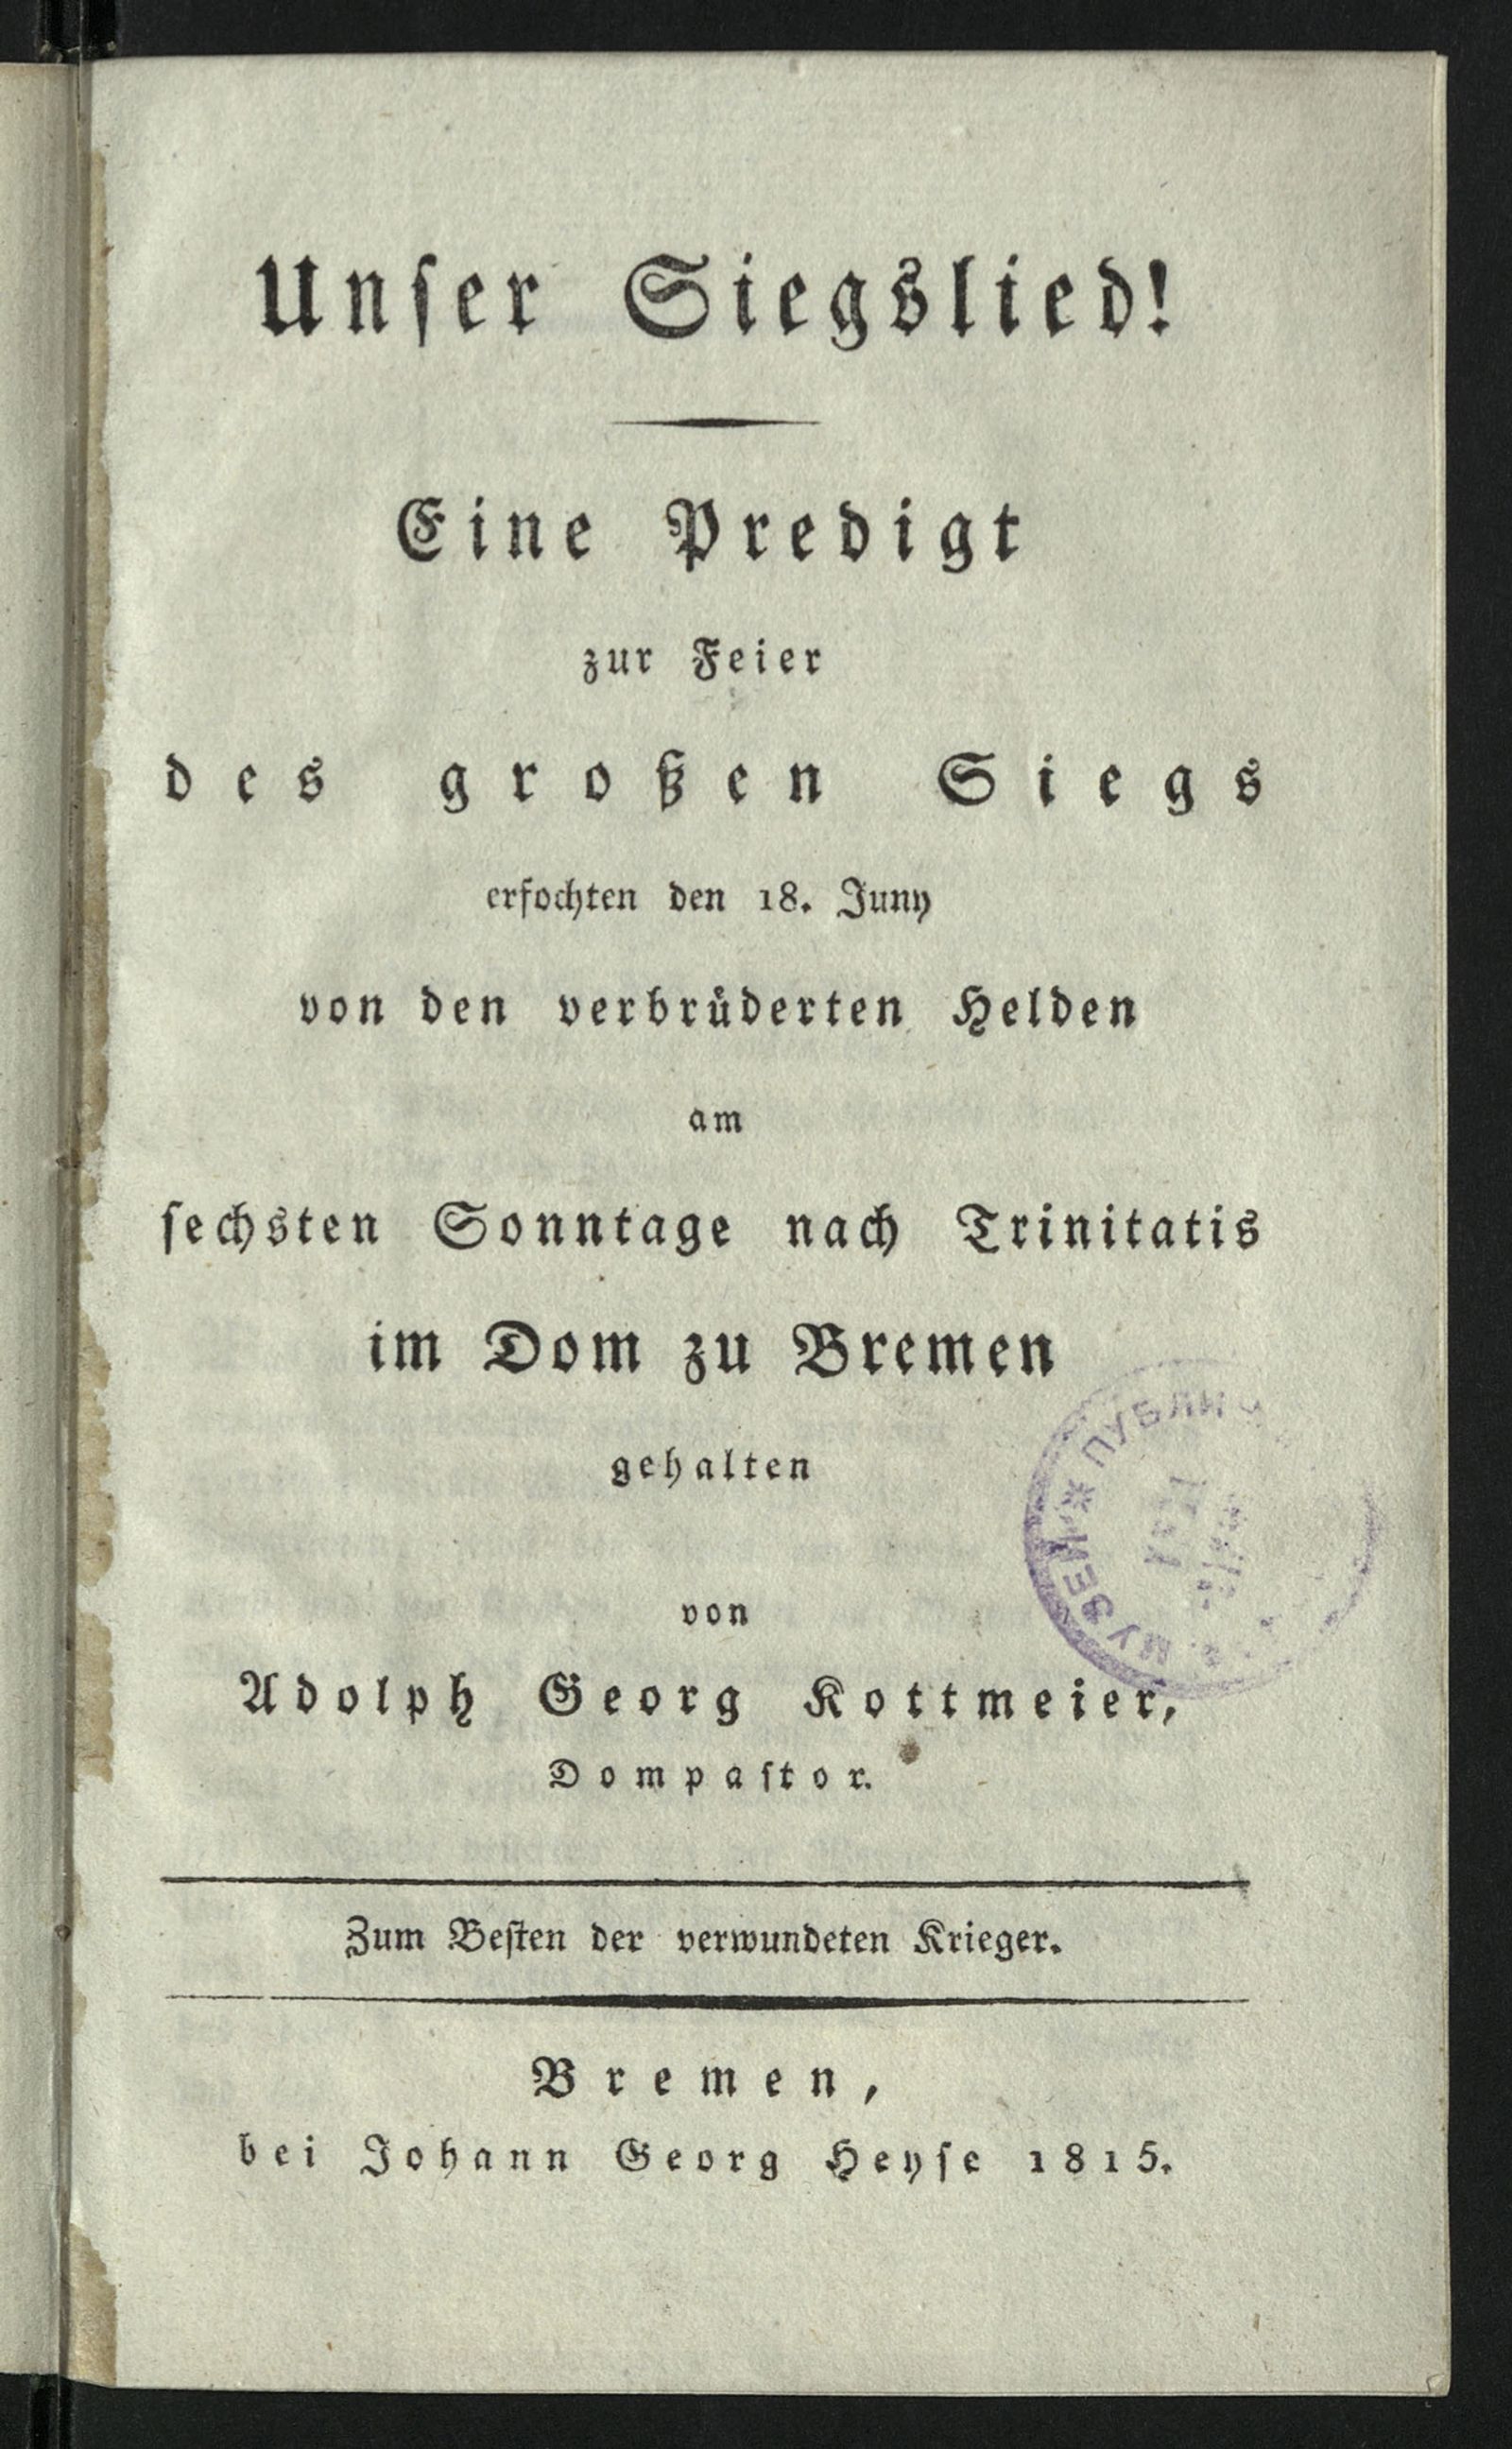 Unſer Siegslied!
Eine Predigt
zur Feier
des großen Siegs
erfochten den 18. Juny
von den verbrüderten Helden
am
ſechsten Sonntage nach Trinitatis
im Dom zu Bremen
gehalten
von
Adolph Georg Kottmeier,
Dompaſtor.
Zum Beſten der verwundeten Krieger.
Bremen,
bei Johann Georg Heyſe 1815.
МУЗЕЙ